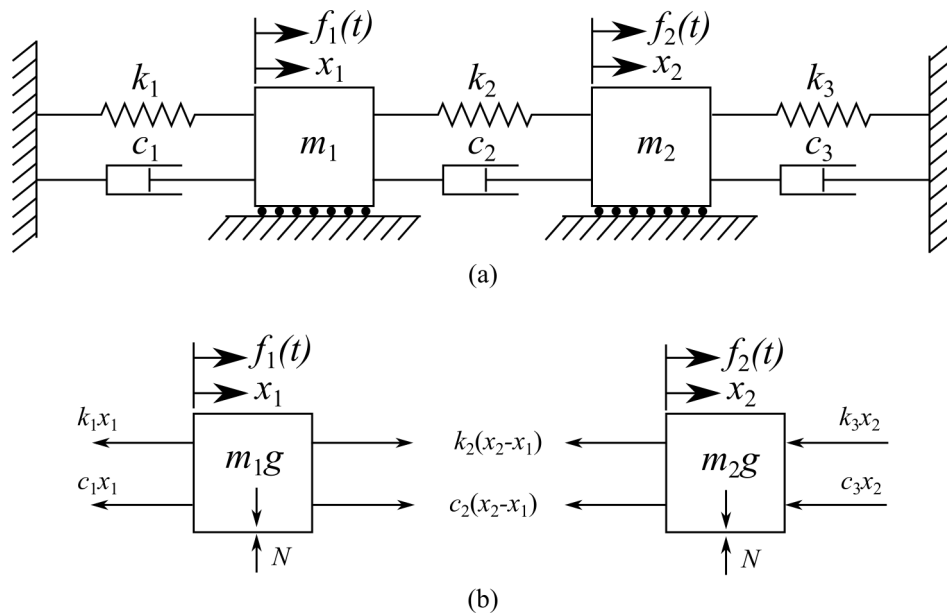 f₁(t) f₂(t)
x₁ x₂
k₁ k₂ k₃
c₁ m₁ c₂ m₂ c₃
(a)
f₁(t) f₂(t)
x₁ x₂
k₁x₁ k₂(x₂-x₁) k₃x₂
m₁g m₂g
c₁x₁ c₂(x₂-x₁) c₃x₂
N N
(b)